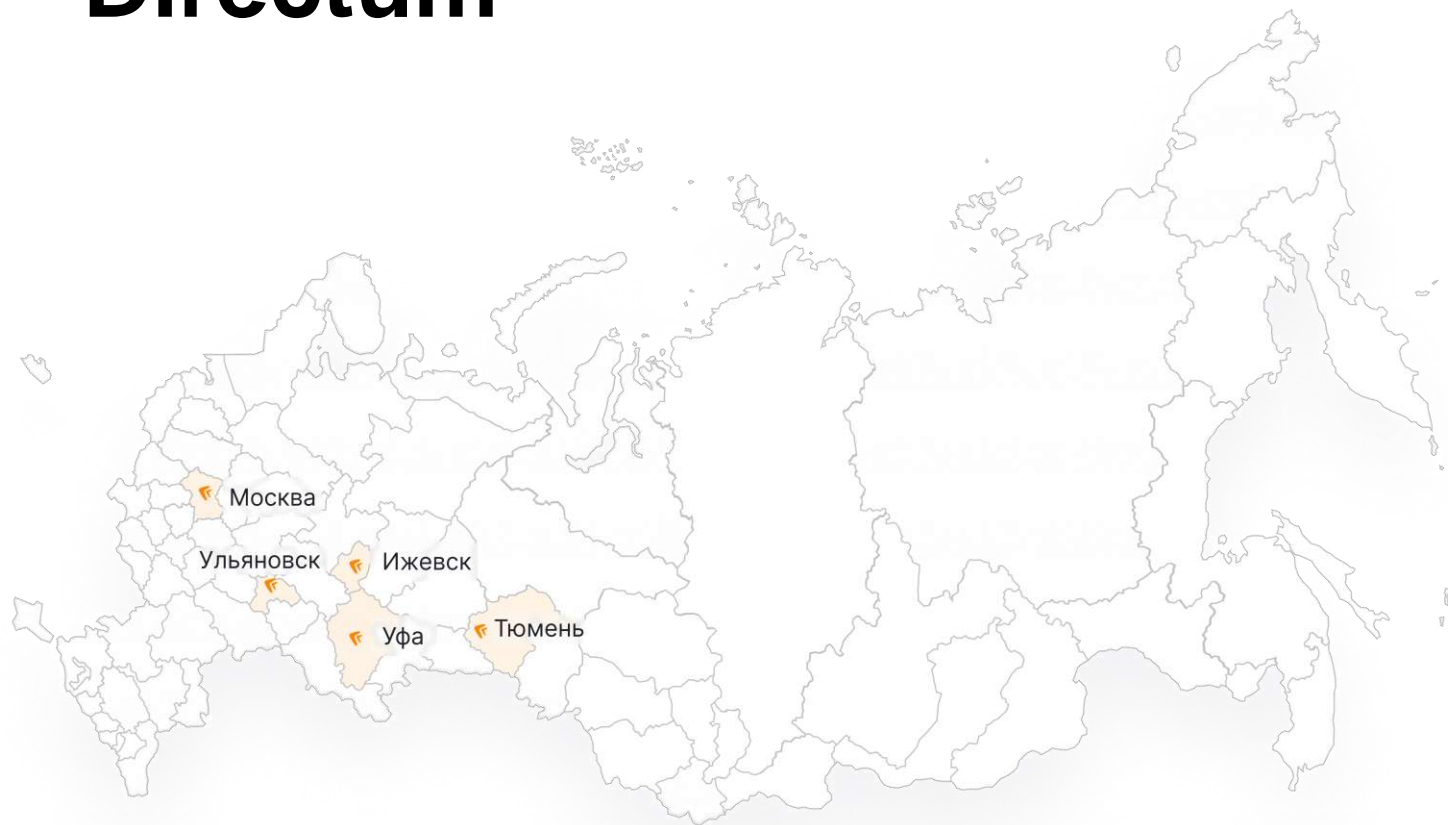 Directum
Москва
Ульяновск
Ижевск
Уфа
Тюмень